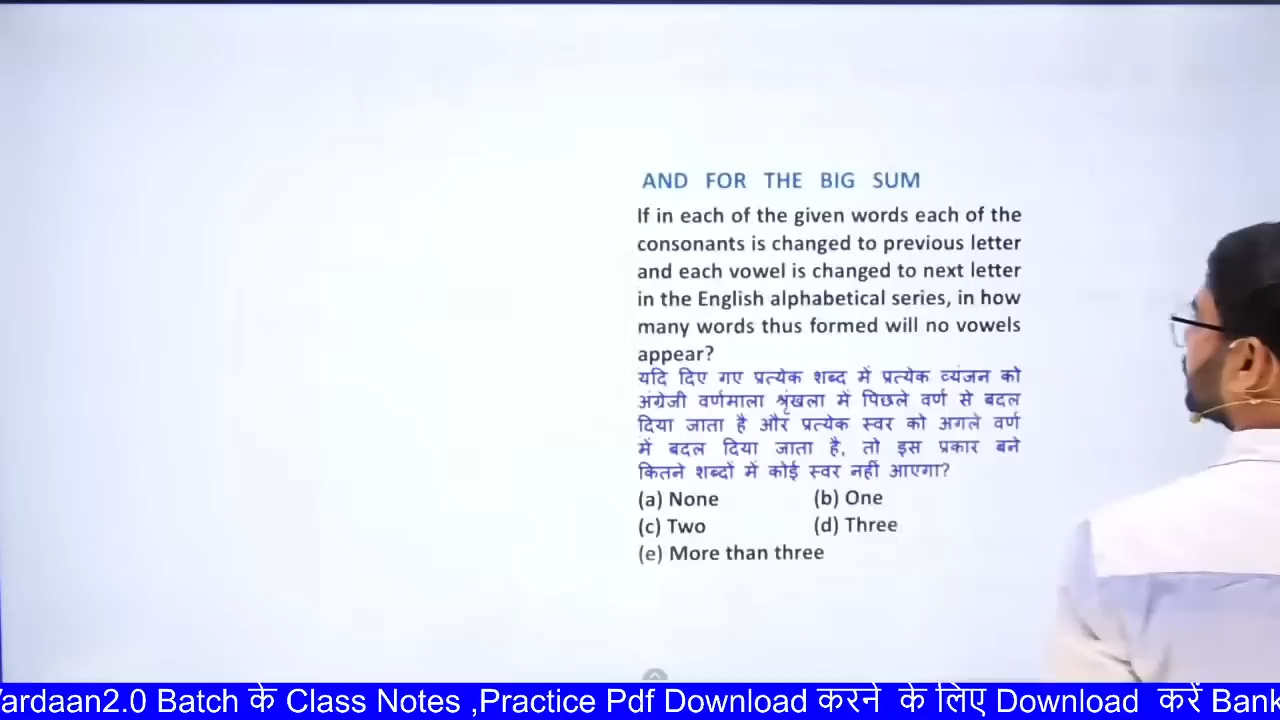 AND FOR THE BIG SUM
If in each of the given words each of the
consonants is changed to previous letter
and each vowel is changed to next letter
in the English alphabetical series, in how
many words thus formed will no vowels
appear?
यदि दिए गए प्रत्येक शब्द में प्रत्येक व्यंजन को
अंग्रेजी वर्णमाला श्रृंखला में पिछले वर्ण से बदल
दिया जाता है और प्रत्येक स्वर को अगले वर्ण
में बदल दिया जाता है, तो इस प्रकार बने
कितने शब्दों में कोई स्वर नहीं आएगा?
(a) None (b) One
(c) Two (d) Three
(e) More than three
Vardaan2.0 Batch के Class Notes ,Practice Pdf Download करने के लिए Download करें Bank